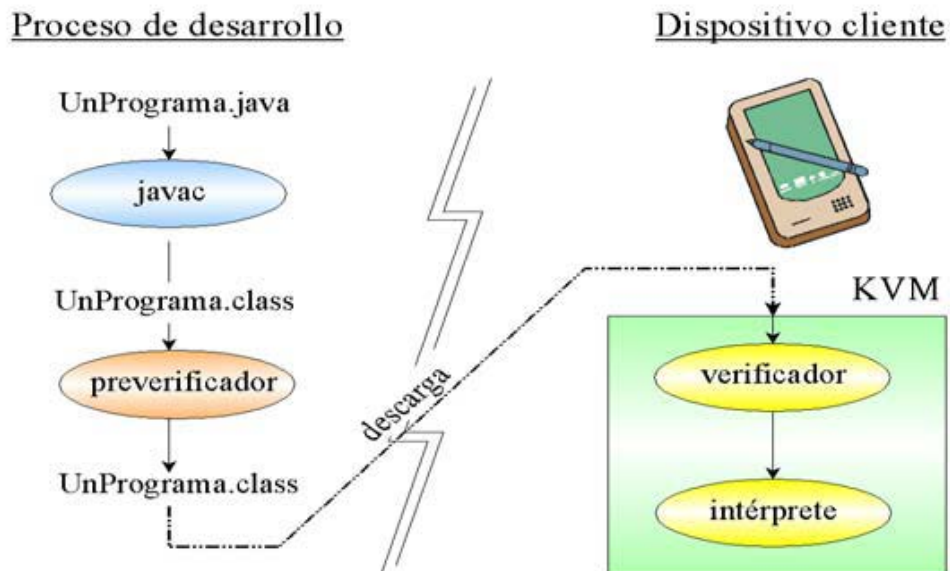 Proceso de desarrollo
UnPrograma.java
javac
UnPrograma.class
preverificador
UnPrograma.class
descarga
Dispositivo cliente
KVM
verificador
intérprete